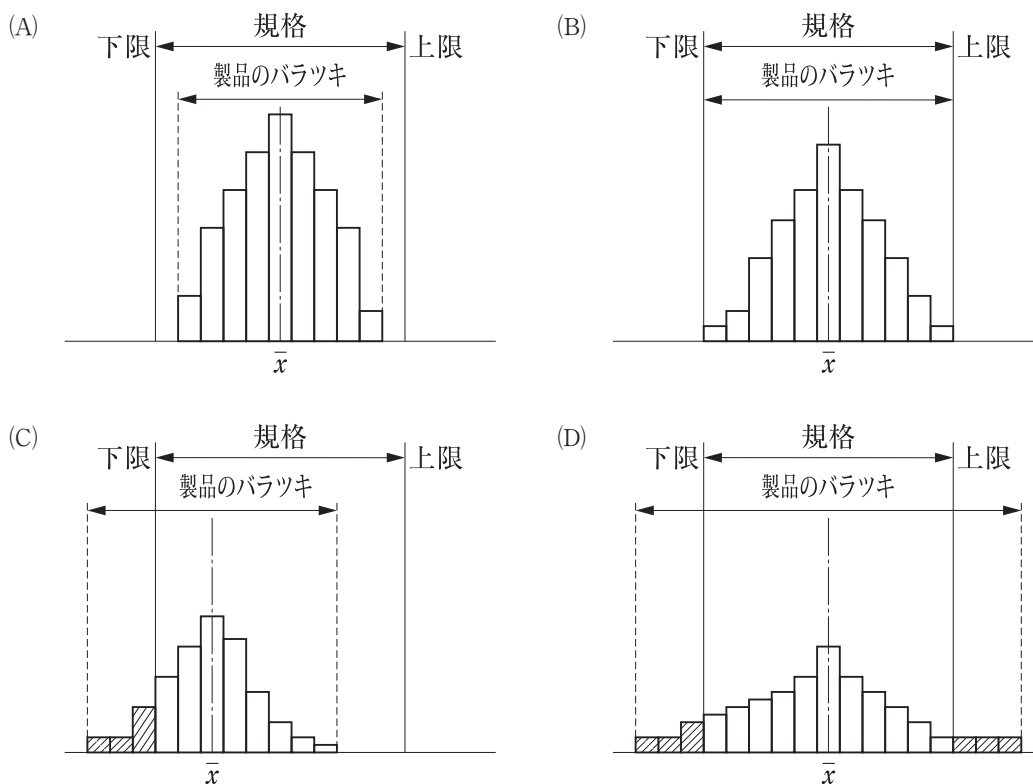 (A)
規格
下限
上限
製品のバラツキ
x̄
(B)
規格
下限
上限
製品のバラツキ
x̄
(C)
規格
下限
上限
製品のバラツキ
x̄
(D)
規格
下限
上限
製品のバラツキ
x̄